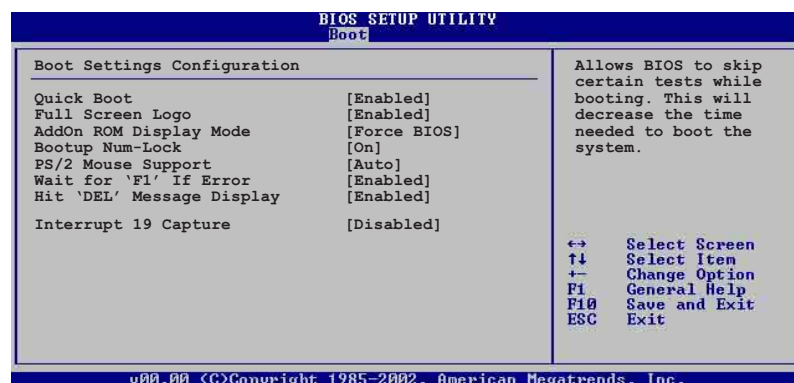 BIOS SETUP UTILITY
Boot
Boot Settings Configuration
Quick Boot [Enabled]
Full Screen Logo [Enabled]
AddOn ROM Display Mode [Force BIOS]
Bootup Num-Lock [On]
PS/2 Mouse Support [Auto]
Wait for ‘F1’ If Error [Enabled]
Hit ‘DEL’ Message Display [Enabled]
Interrupt 19 Capture [Disabled]
Allows BIOS to skip
certain tests while
booting. This will
decrease the time
needed to boot the
system.
↔ Select Screen
↑↓ Select Item
+- Change Option
F1 General Help
F10 Save and Exit
ESC Exit
v00.00 (C)Copyright 1985-2002, American Megatrends, Inc.